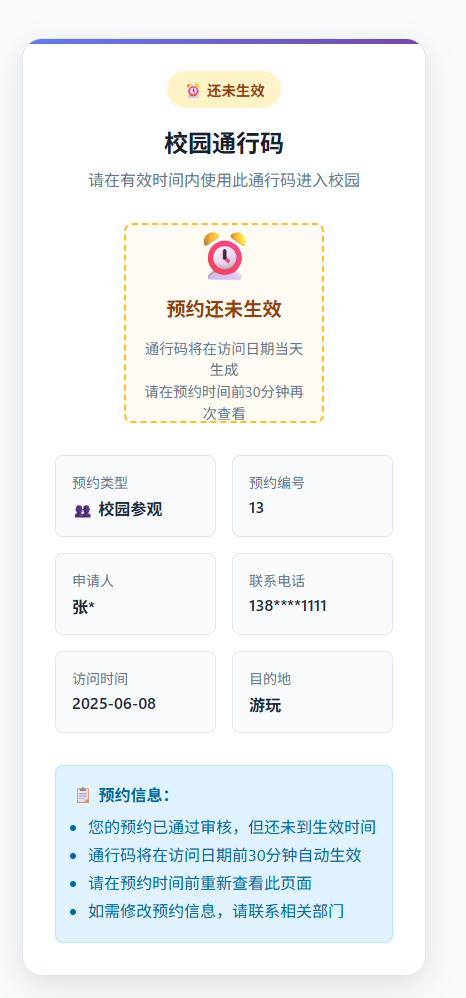 还未生效
校园通行码
请在有效时间内使用此通行码进入校园
预约还未生效
通行码将在访问日期当天
生成
请在预约时间前30分钟再
次查看
预约类型
校园参观
预约编号
13
申请人
张*
联系电话
138****1111
访问时间
2025-06-08
目的地
游玩
预约信息：
您的预约已通过审核，但还未到生效时间
通行码将在访问日期前30分钟自动生效
请在预约时间前重新查看此页面
如需修改预约信息，请联系相关部门